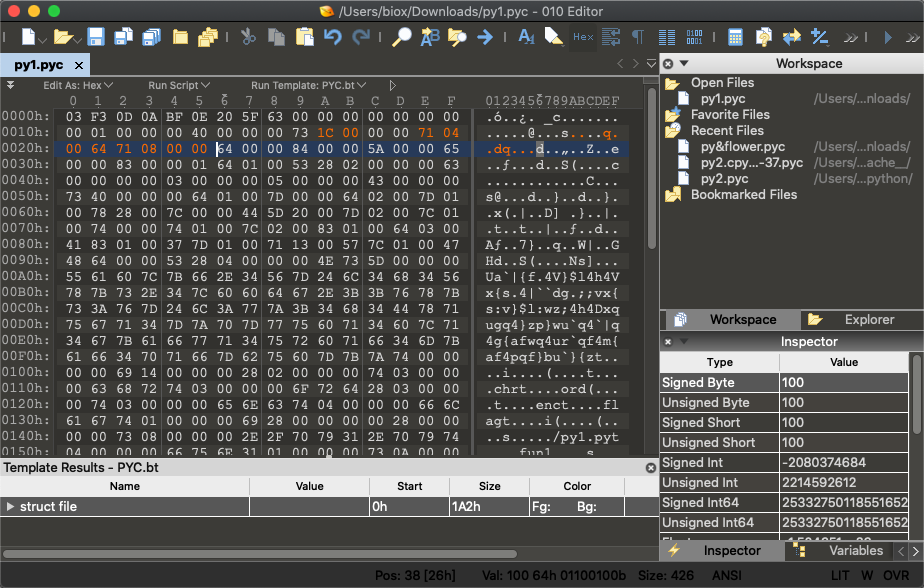 /Users/biox/Downloads/py1.pyc - 010 Editor
py1.pyc ×
Workspace
Edit As: Hex Run Script Run Template: PYC.bt
0 1 2 3 4 5 6 7 8 9 A B C D E F 0123456789ABCDEF
0000h: 03 F3 0D 0A BF 0E 20 5F 63 00 00 00 00 00 00 00 .ó..¿. _c.......
0010h: 00 01 00 00 00 40 00 00 00 73 1C 00 00 00 71 04 .....@...s....q.
0020h: 00 64 71 08 00 00 64 00 00 84 00 00 5A 00 00 65 .dq...d..„..Z..e
0030h: 00 00 83 00 00 01 64 01 00 53 28 02 00 00 00 63 ..ƒ...d..S(....c
0040h: 00 00 00 00 03 00 00 00 05 00 00 00 43 00 00 00 ............C...
0050h: 73 40 00 00 00 64 01 00 7D 00 00 64 02 00 7D 01 s@...d..}..d..}.
0060h: 00 78 28 00 7C 00 00 44 5D 20 00 7D 02 00 7C 01 .x(.|..D] .}..|.
0070h: 00 74 00 00 74 01 00 7C 02 00 83 01 00 64 03 00 .t..t..|..ƒ..d..
0080h: 41 83 01 00 37 7D 01 00 71 13 00 57 7C 01 00 47 Aƒ..7}..q..W|..G
0090h: 48 64 00 00 53 28 04 00 00 00 4E 73 5D 00 00 00 Hd..S(....Ns]...
00A0h: 55 61 60 7C 7B 66 2E 34 56 7D 24 6C 34 68 34 56 Ua`|{f.4V}$l4h4V
00B0h: 78 7B 73 2E 34 7C 60 60 64 67 2E 3B 3B 76 78 7B x{s.4|``dg.;;vx{
00C0h: 73 3A 76 7D 24 6C 3A 77 7A 3B 34 68 34 44 78 71 s:v}$l:wz;4h4Dxq
00D0h: 75 67 71 34 7D 7A 70 7D 77 75 60 71 34 60 7C 71 ugq4}zp}wu`q4`|q
00E0h: 34 67 7B 61 66 77 71 34 75 72 60 71 66 34 6D 7B 4g{afwq4ur`qf4m{
00F0h: 61 66 34 70 71 66 7D 62 75 60 7D 7B 7A 74 00 00 af4pqf}bu`}{zt..
0100h: 00 00 69 14 00 00 00 28 02 00 00 00 74 03 00 00 ..i....(....t...
0110h: 00 63 68 72 74 03 00 00 00 6F 72 64 28 03 00 00 .chrt....ord(...
0120h: 00 74 03 00 00 00 65 6E 63 74 04 00 00 00 66 6C .t....enct....fl
0130h: 61 67 74 01 00 00 00 69 28 00 00 00 00 28 00 00 agt....i(....(..
0140h: 00 00 73 08 00 00 00 2E 2F 70 79 31 2E 70 79 74 ..s...../py1.pyt
0150h: 04 00 00 00 66 75 6E 31 01 00 00 00 73 0A 00 00 ....fun1....s...
Open Files
py1.pyc /Users/...nloads/
Favorite Files
Recent Files
py&flower.pyc /Users/...nloads/
py2.cpy...-37.pyc /Users/...ache__/
py2.pyc /Users/...python/
Bookmarked Files
Workspace Explorer
Inspector
Type Value
Signed Byte 100
Unsigned Byte 100
Signed Short 100
Unsigned Short 100
Signed Int -2080374684
Unsigned Int 2214592612
Signed Int64 25332750118551652
Unsigned Int64 25332750118551652
Inspector Variables
Template Results - PYC.bt
Name Value Start Size Color
struct file 0h 1A2h Fg: Bg:
Pos: 38 [26h] Val: 100 64h 01100100b Size: 426 ANSI LIT W OVR